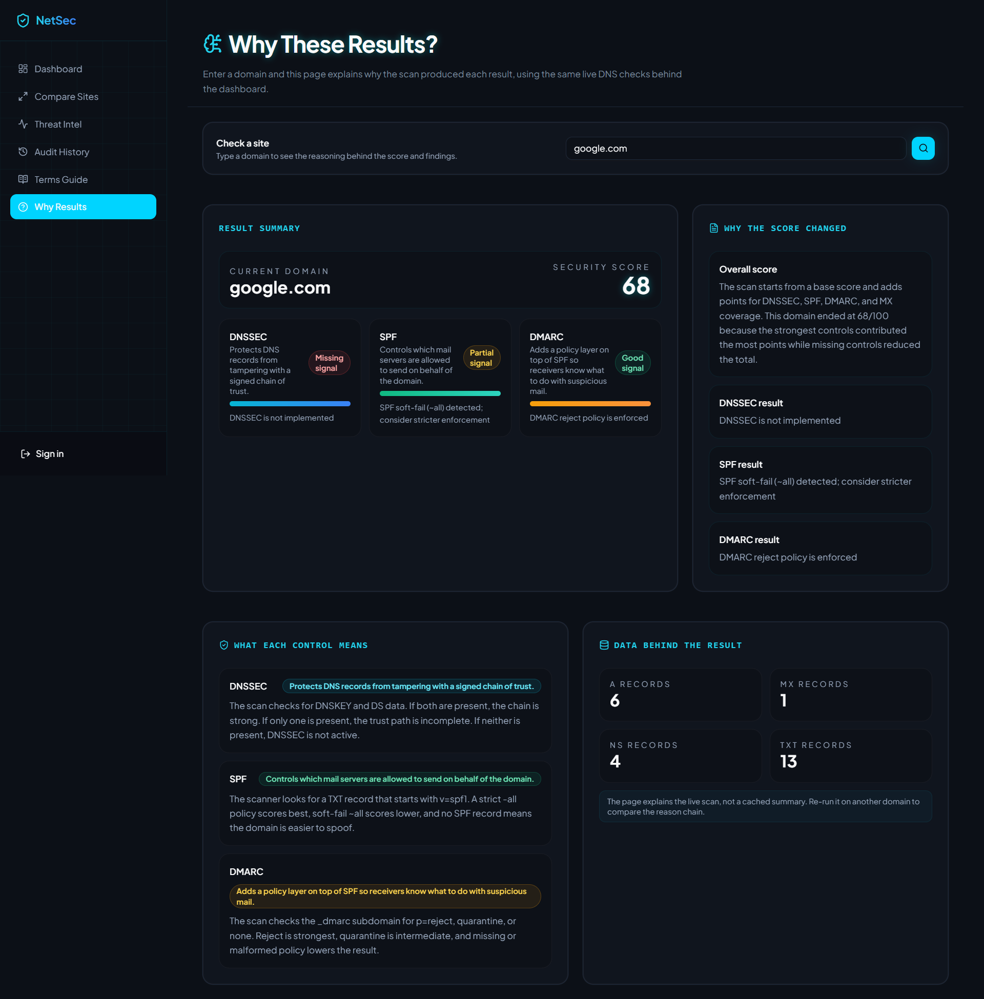 NetSec
Dashboard
Compare Sites
Threat Intel
Audit History
Terms Guide
Why Results
Sign in
Why These Results?
Enter a domain and this page explains why the scan produced each result, using the same live DNS checks behind
the dashboard.
Check a site
Type a domain to see the reasoning behind the score and findings.
google.com
RESULT SUMMARY
CURRENT DOMAIN
google.com
SECURITY SCORE
68
DNSSEC
Protects DNS
records from
tampering with a
signed chain of
trust.
Missing
signal
DNSSEC is not implemented
SPF
Controls which mail
servers are allowed
to send on behalf of
the domain.
Partial
signal
SPF soft-fail (~all) detected;
consider stricter enforcement
DMARC
Adds a policy layer on
top of SPF so
receivers know what
to do with suspicious
mail.
Good
signal
DMARC reject policy is enforced
WHY THE SCORE CHANGED
Overall score
The scan starts from a base score and adds
points for DNSSEC, SPF, DMARC, and MX
coverage. This domain ended at 68/100
because the strongest controls contributed
the most points while missing controls reduced
the total.
DNSSEC result
DNSSEC is not implemented
SPF result
SPF soft-fail (~all) detected; consider stricter
enforcement
DMARC result
DMARC reject policy is enforced
WHAT EACH CONTROL MEANS
DNSSEC
Protects DNS records from tampering with a signed chain of trust.
The scan checks for DNSKEY and DS data. If both are present, the chain is
strong. If only one is present, the trust path is incomplete. If neither is
present, DNSSEC is not active.
SPF
Controls which mail servers are allowed to send on behalf of the domain.
The scanner looks for a TXT record that starts with v=spf1. A strict -all
policy scores best, soft-fail ~all scores lower, and no SPF record means
the domain is easier to spoof.
DMARC
Adds a policy layer on top of SPF so receivers know what to do with suspicious
mail.
The scan checks the _dmarc subdomain for p=reject, quarantine, or
none. Reject is strongest, quarantine is intermediate, and missing or
malformed policy lowers the result.
DATA BEHIND THE RESULT
A RECORDS
6
MX RECORDS
1
NS RECORDS
4
TXT RECORDS
13
The page explains the live scan, not a cached summary. Re-run it on another domain to
compare the reason chain.